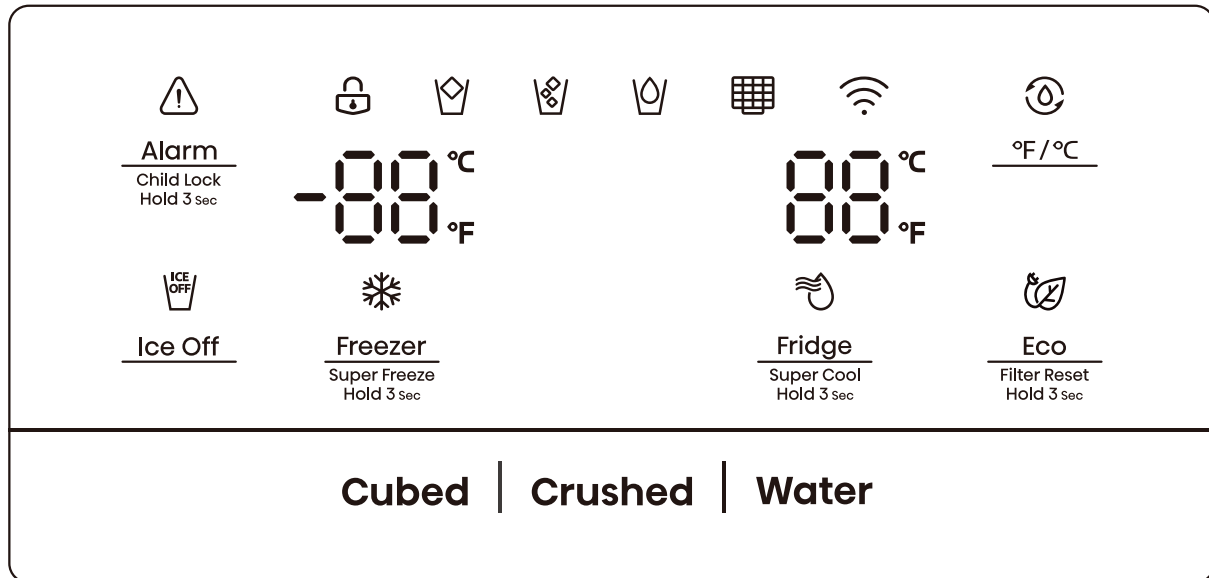 Alarm
Child Lock
Hold 3 Sec
-88 °C
°F
88 °C
°F
°F/°C
ICE
OFF
Ice Off
Freezer
Super Freeze
Hold 3 Sec
Fridge
Super Cool
Hold 3 Sec
Eco
Filter Reset
Hold 3 Sec
Cubed | Crushed | Water